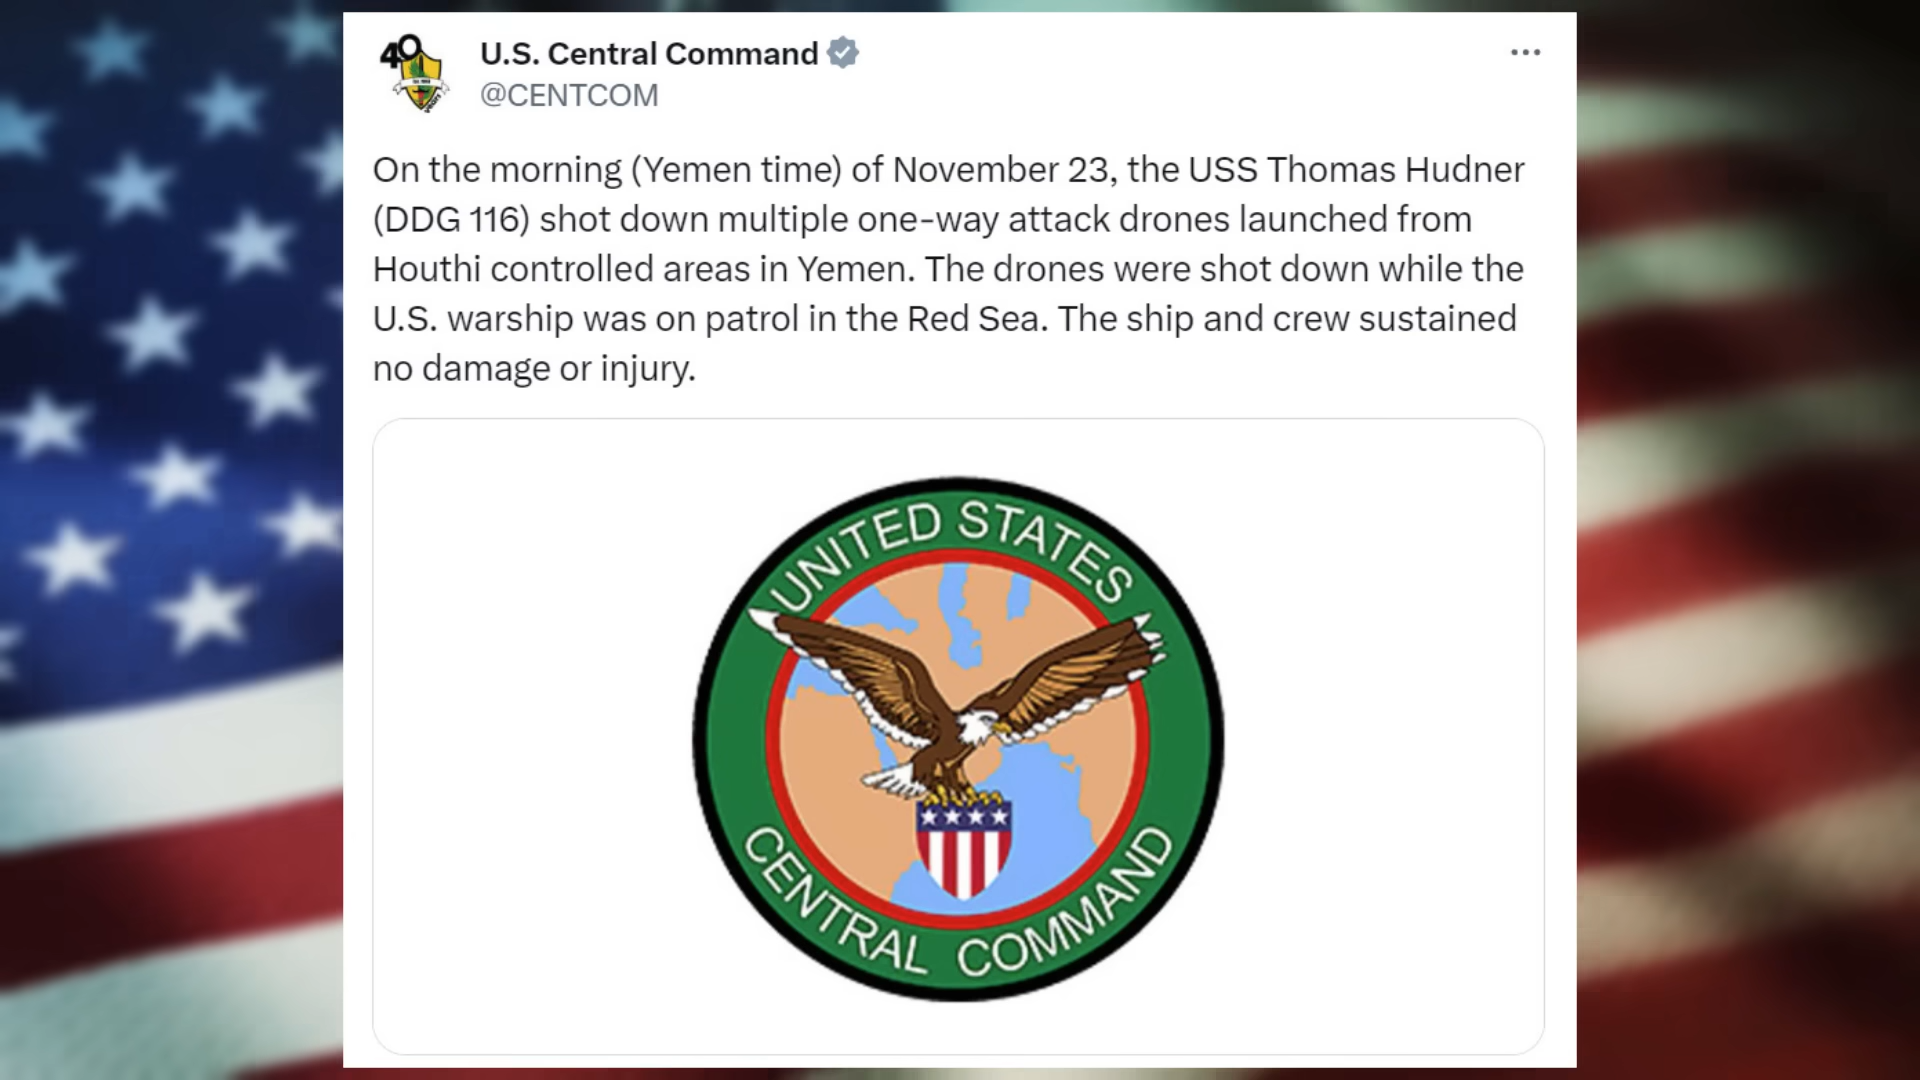 40
U.S. Central Command
@CENTCOM
On the morning (Yemen time) of November 23, the USS Thomas Hudner
(DDG 116) shot down multiple one-way attack drones launched from
Houthi controlled areas in Yemen. The drones were shot down while the
U.S. warship was on patrol in the Red Sea. The ship and crew sustained
no damage or injury.
UNITED STATES
CENTRAL COMMAND